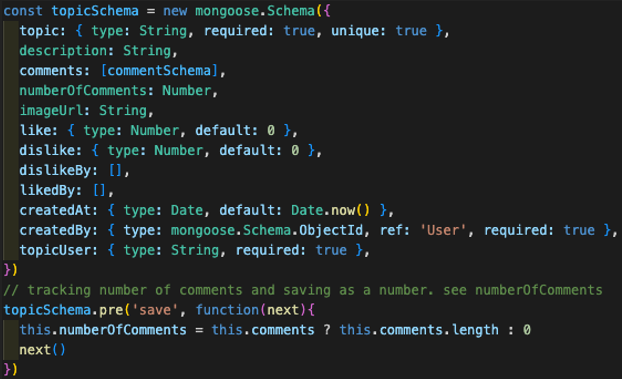 const topicSchema = new mongoose.Schema({
  topic: { type: String, required: true, unique: true },
  description: String,
  comments: [commentSchema],
  numberOfComments: Number,
  imageUrl: String,
  like: { type: Number, default: 0 },
  dislike: { type: Number, default: 0 },
  dislikeBy: [],
  likedBy: [],
  createdAt: { type: Date, default: Date.now() },
  createdBy: { type: mongoose.Schema.ObjectId, ref: 'User', required: true },
  topicUser: { type: String, required: true },
})
// tracking number of comments and saving as a number. see numberOfComments
topicSchema.pre('save', function(next){
  this.numberOfComments = this.comments ? this.comments.length : 0
  next()
})